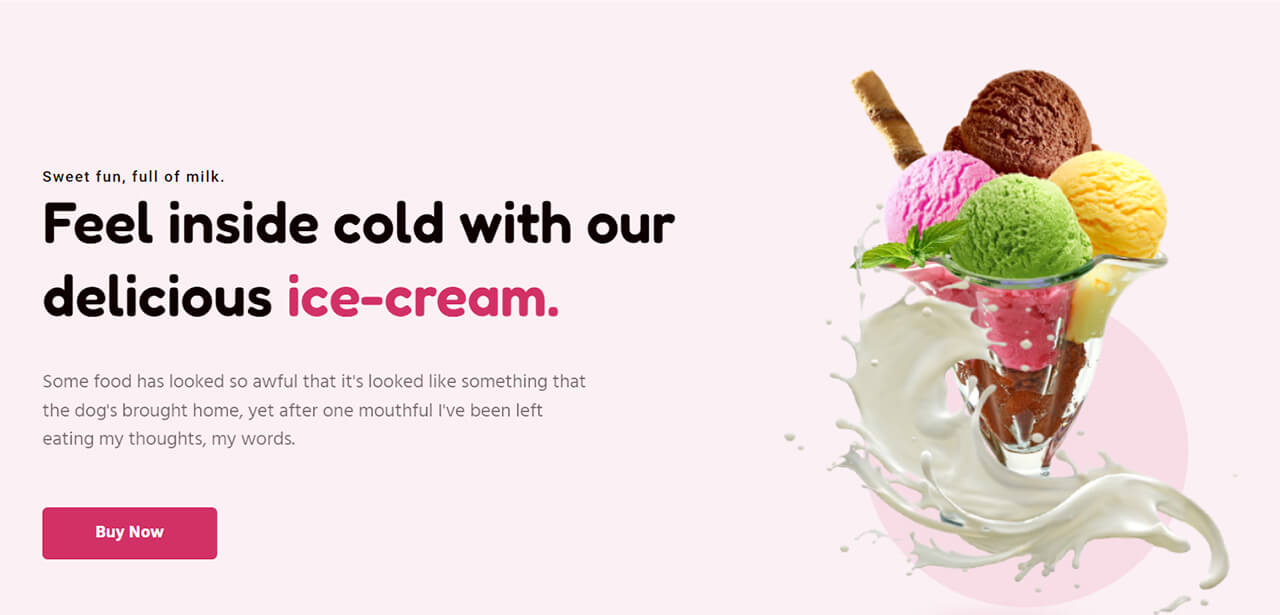 Sweet fun, full of milk.
Feel inside cold with our
delicious ice-cream.
Some food has looked so awful that it's looked like something that
the dog's brought home, yet after one mouthful I've been left
eating my thoughts, my words.
Buy Now